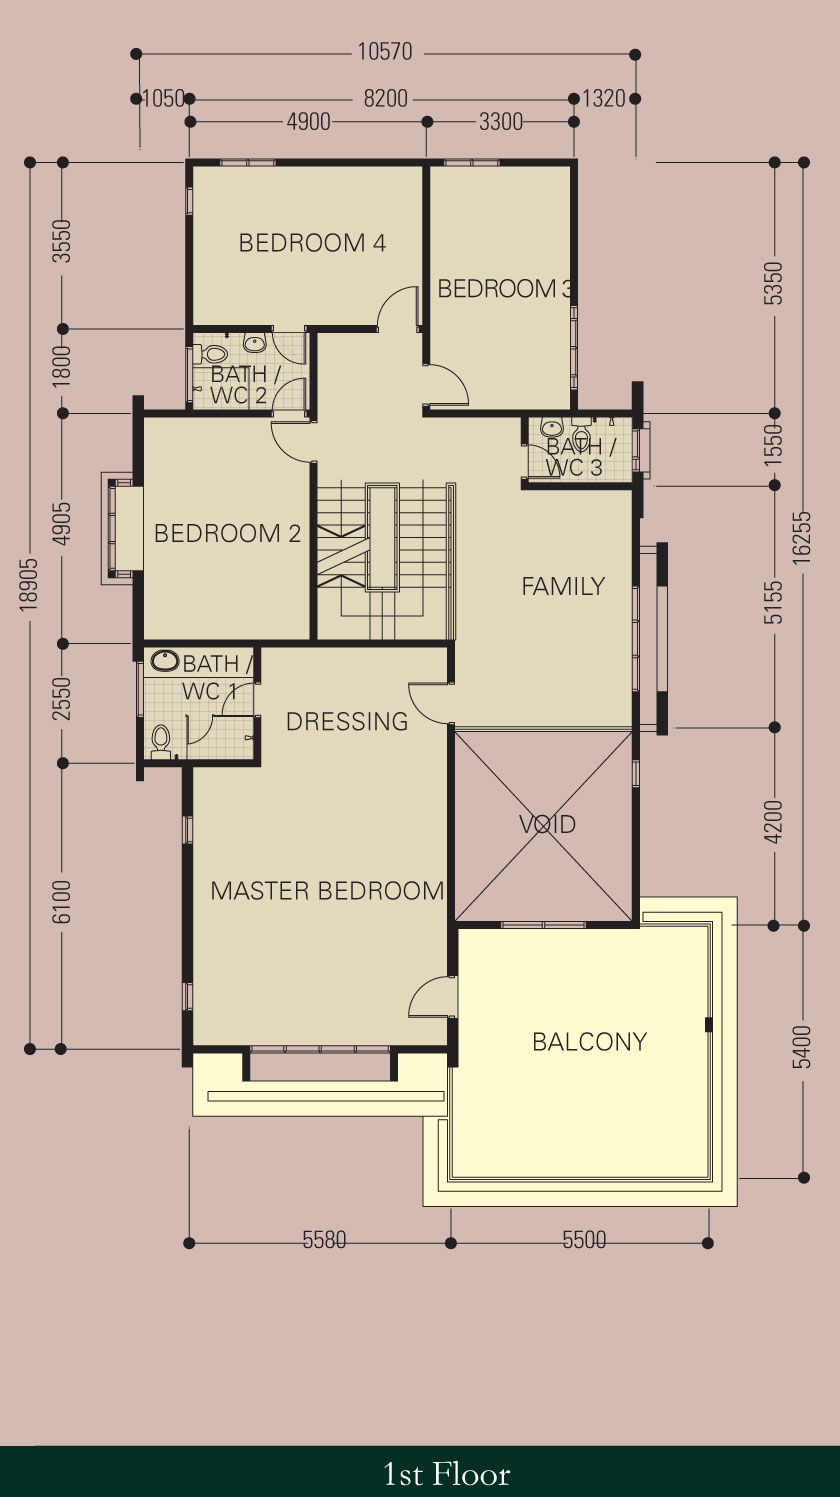 10570
1050
8200
1320
4900
3300
3550
BEDROOM 4
BEDROOM 3
5350
1800
BATH /
WC 2
1550
BATH /
WC 3
4905
BEDROOM 2
16255
18905
FAMILY
5155
2550
BATH /
WC 1
DRESSING
VOID
4200
6100
MASTER BEDROOM
BALCONY
5400
5580
5500
1st Floor